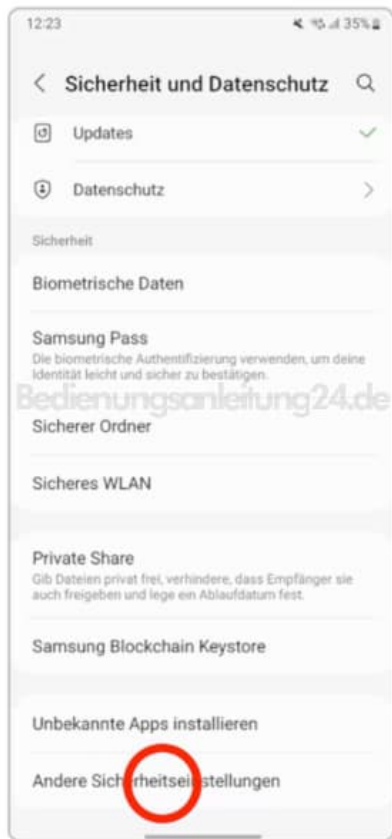 12:23 35%
Sicherheit und Datenschutz
Updates
Datenschutz
Sicherheit
Biometrische Daten
Samsung Pass
Die biometrische Authentifizierung verwenden, um deine
Identität leicht und sicher zu bestätigen.
Bedienungsanleitung24.de
Sicherer Ordner
Sicheres WLAN
Private Share
Gib Dateien privat frei, verhindere, dass Empfänger sie
auch freigeben und lege ein Ablaufdatum fest.
Samsung Blockchain Keystore
Unbekannte Apps installieren
Andere Sicherheitseinstellungen